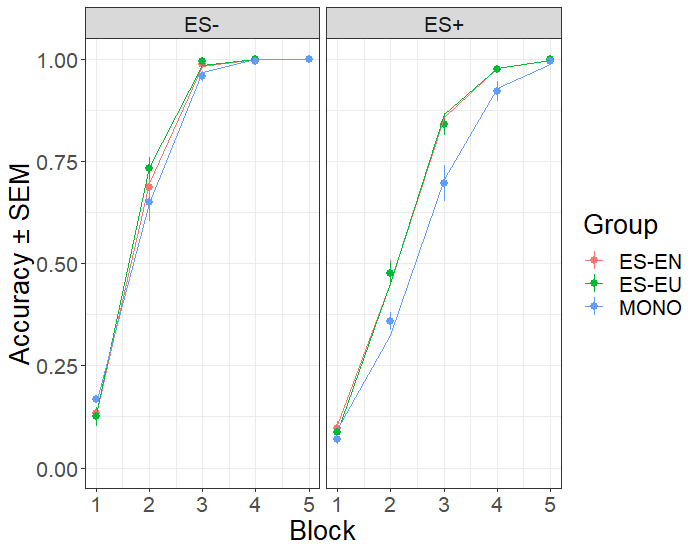 ES-
ES+
Accuracy ± SEM
1.00
0.75
0.50
0.25
0.00
1 2 3 4 5
1 2 3 4 5
Block
Group
ES-EN
ES-EU
MONO